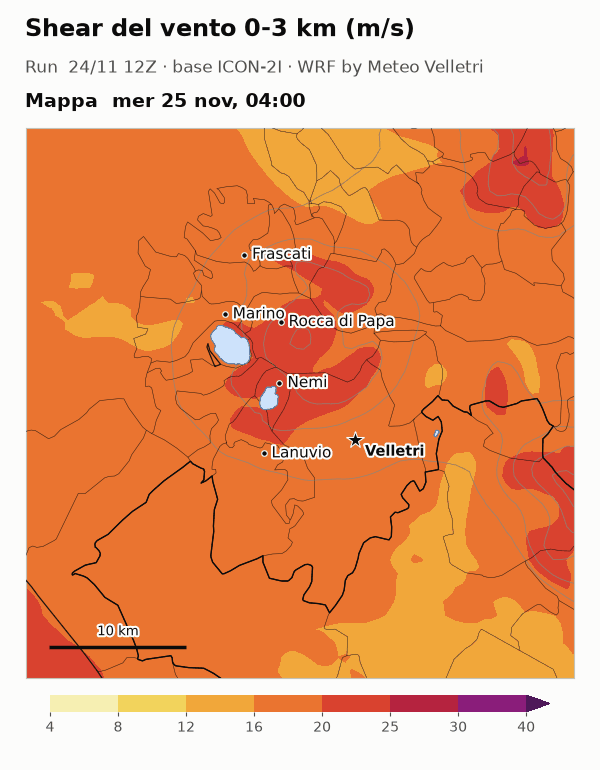 Shear del vento 0-3 km (m/s)
Run  24/11 12Z · base ICON-2I · WRF by Meteo Velletri
Mappa  mer 25 nov, 04:00
Frascati
Marino
Rocca di Papa
Nemi
Velletri
Lanuvio
10 km
4 8 12 16 20 25 30 40